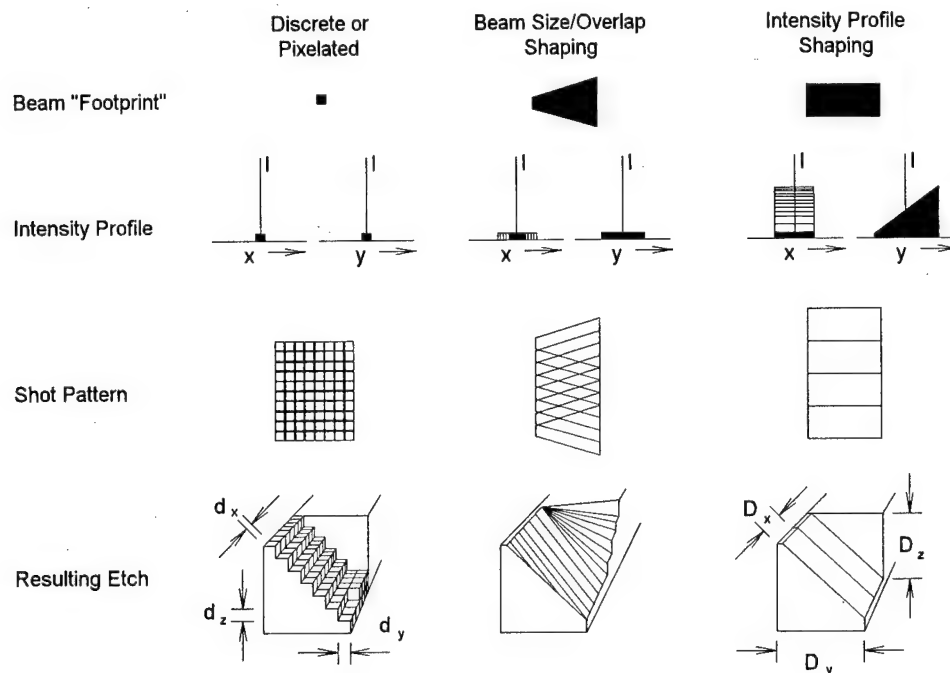 Discrete or
Pixelated
Beam Size/Overlap
Shaping
Intensity Profile
Shaping
Beam "Footprint"
Intensity Profile
I
x
I
y
I
x
I
y
I
x
I
y
Shot Pattern
Resulting Etch
d x
d z
d y
D x
D z
D y